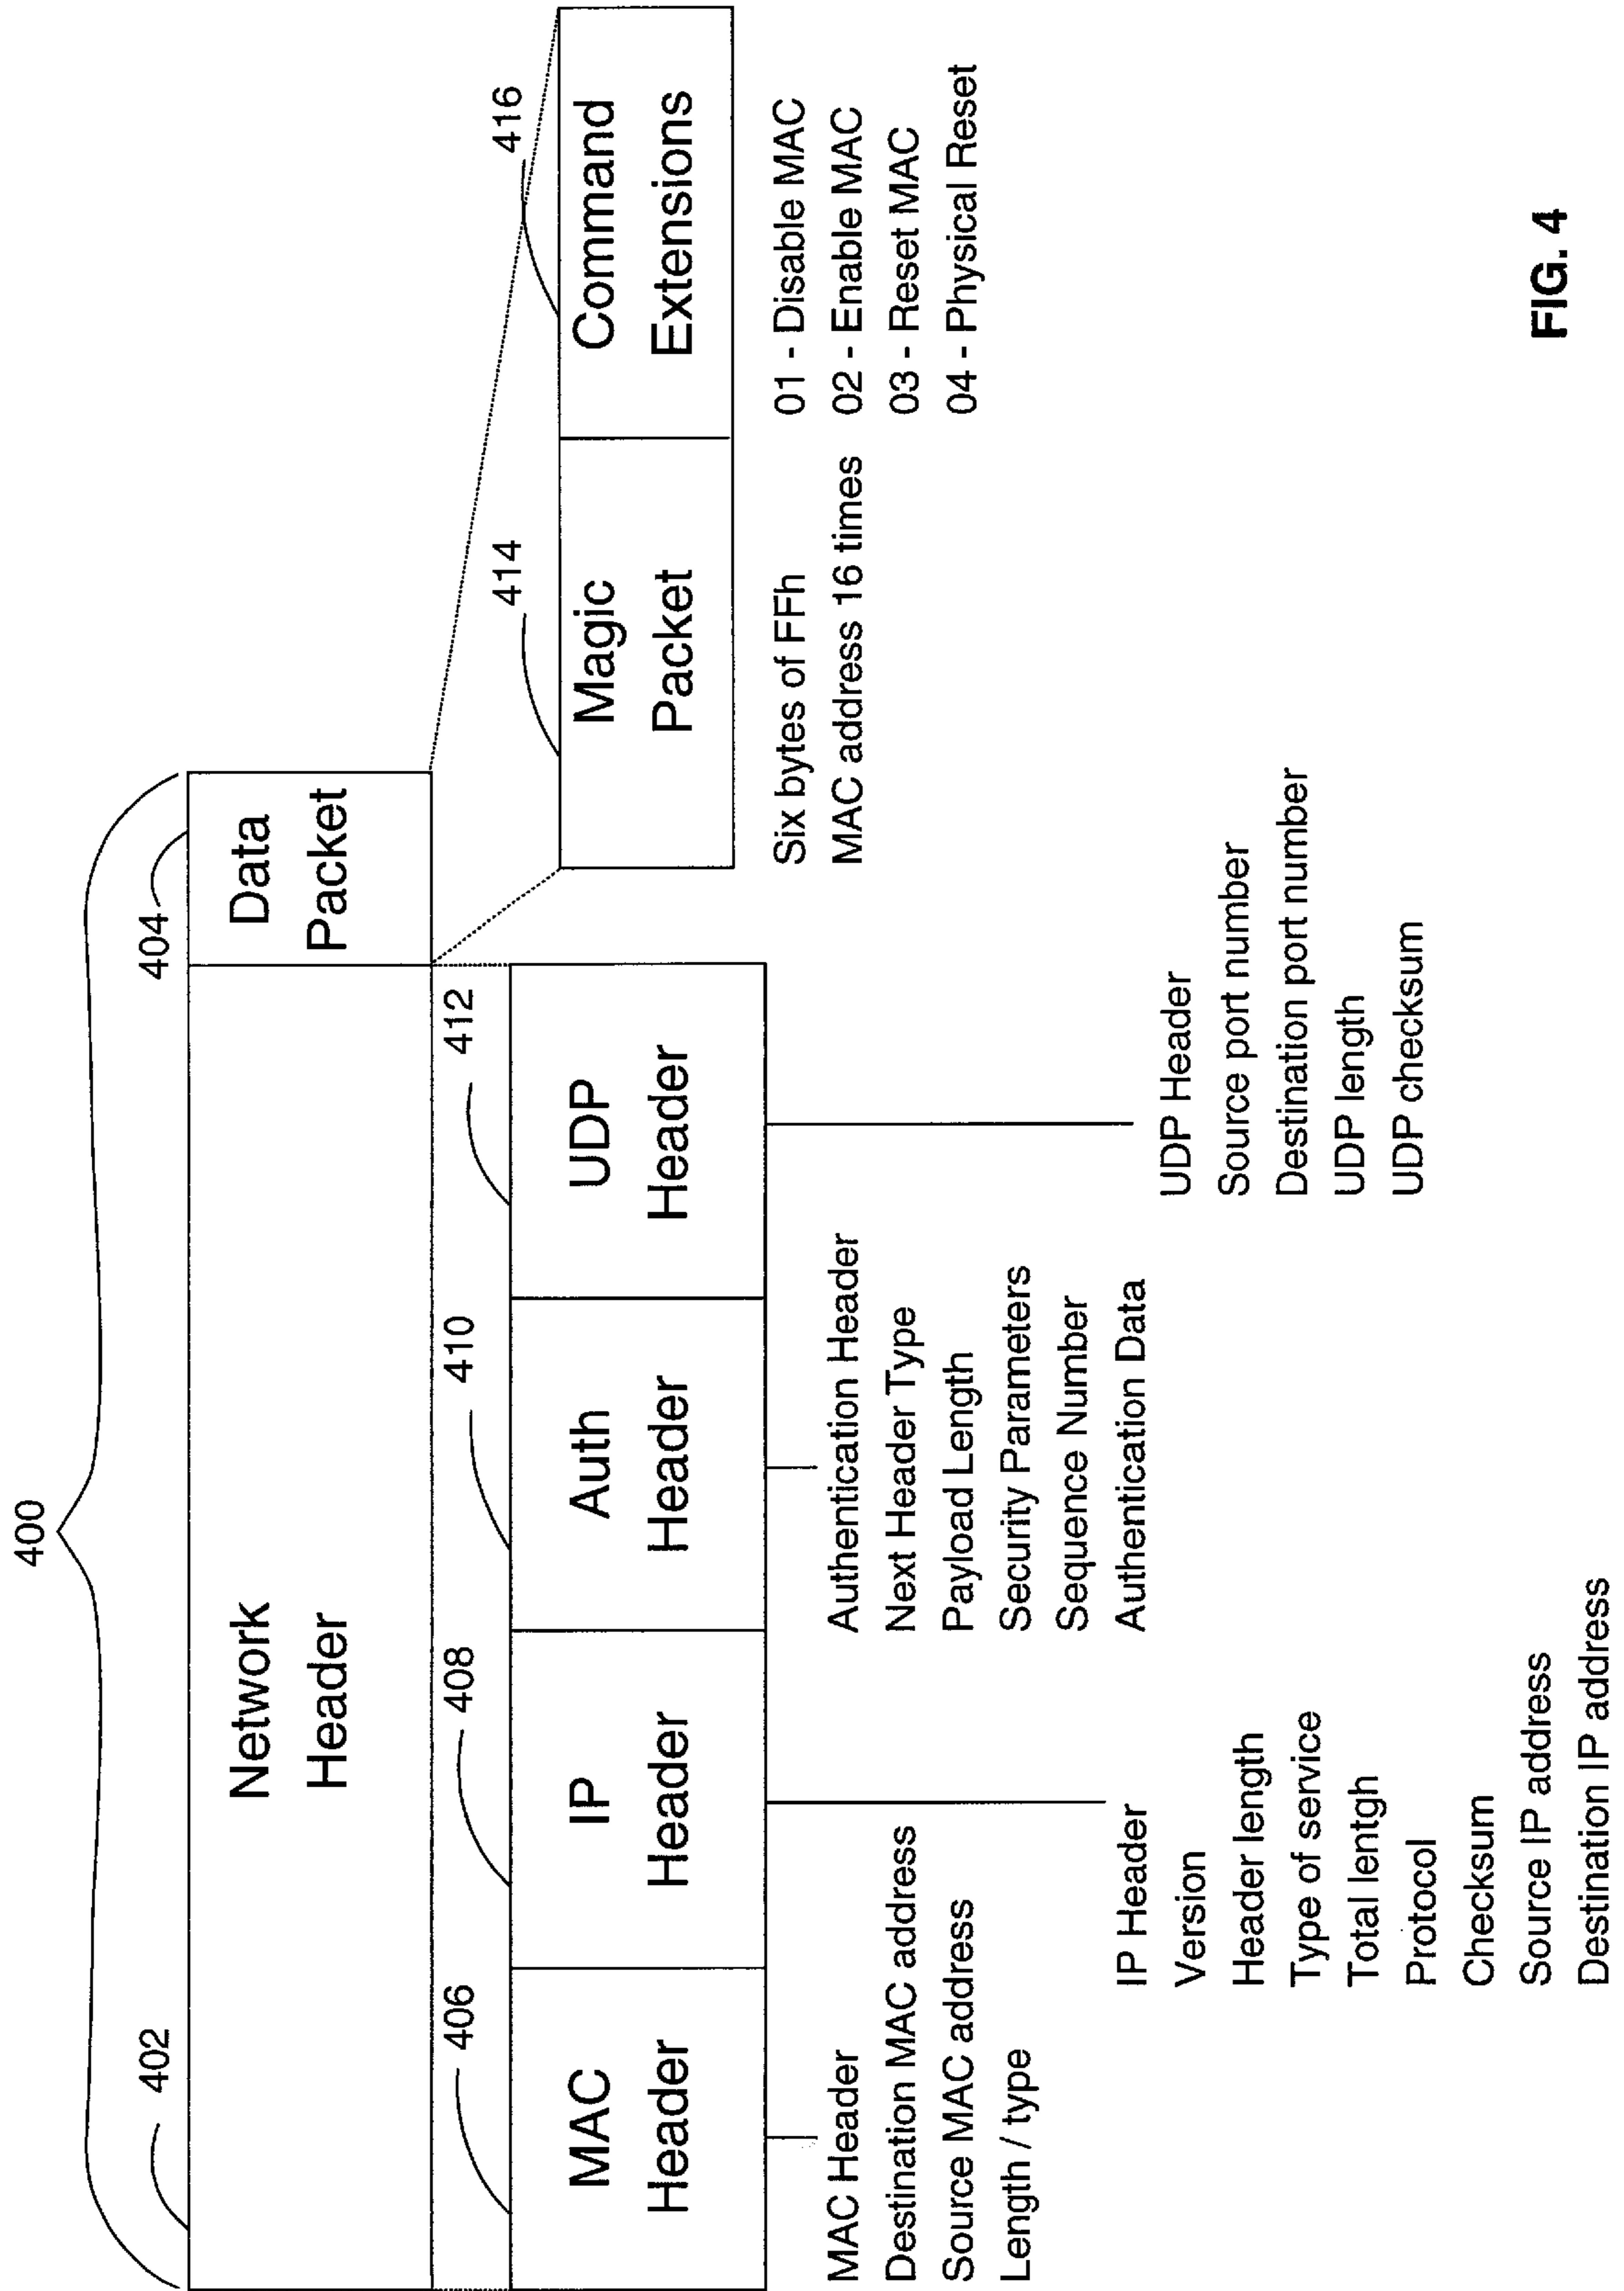 400
402
404
Network
Header
Data
Packet
406
408
410
412
414
416
MAC
Header
IP
Header
Auth
Header
UDP
Header
Magic
Packet
Command
Extensions
MAC Header
Destination MAC address
Source MAC address
Length / type
IP Header
Version
Header length
Type of service
Total lentgh
Protocol
Checksum
Source IP address
Destination IP address
Authentication Header
Next Header Type
Payload Length
Security Parameters
Sequence Number
Authentication Data
UDP Header
Source port number
Destination port number
UDP length
UDP checksum
Six bytes of FFh
MAC address 16 times
01 - Disable MAC
02 - Enable MAC
03 - Reset MAC
04 - Physical Reset
FIG. 4